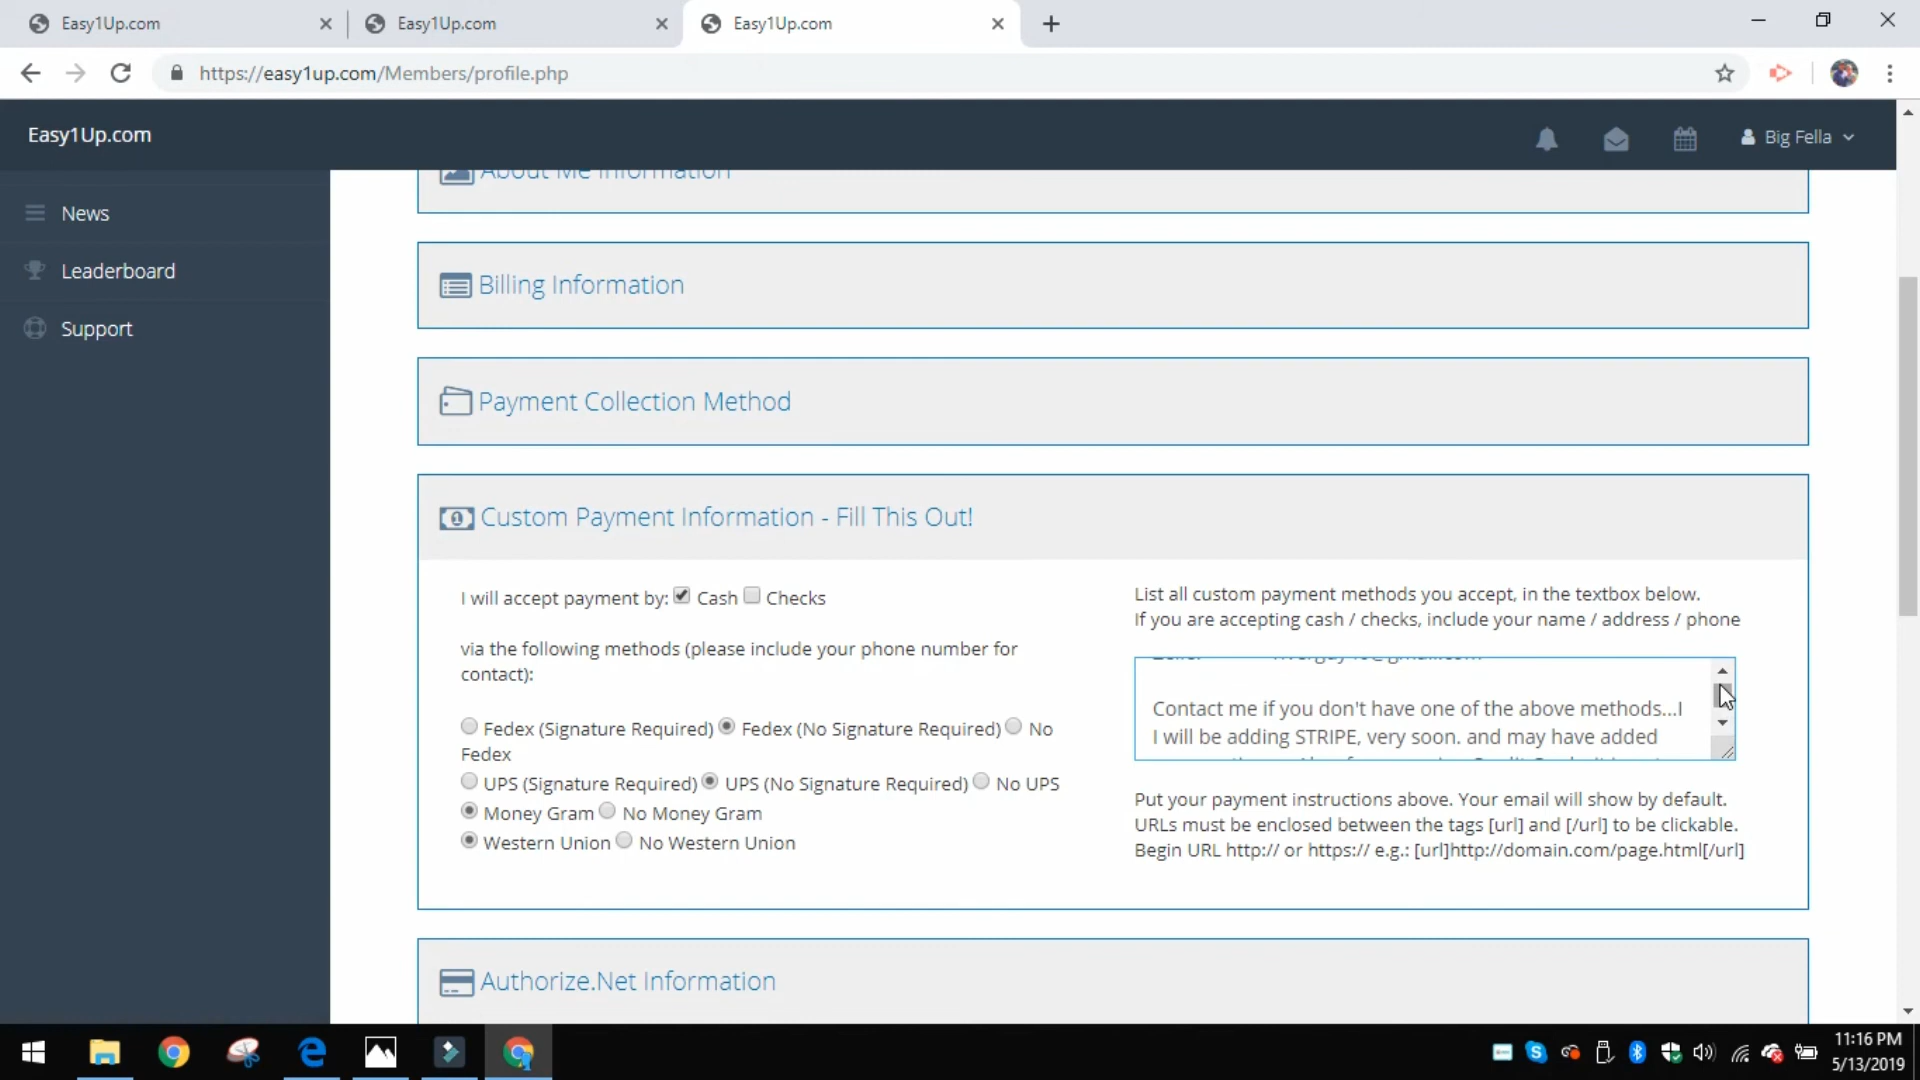 Easy1Up.com
Easy1Up.com
Easy1Up.com
https://easy1up.com/Members/profile.php
Easy1Up.com
Big Fella
News
Leaderboard
Support
About Me Information
Billing Information
Payment Collection Method
Custom Payment Information - Fill This Out!
I will accept payment by: Cash Checks
via the following methods (please include your phone number for
contact):
Fedex (Signature Required) Fedex (No Signature Required) No
Fedex
UPS (Signature Required) UPS (No Signature Required) No UPS
Money Gram No Money Gram
Western Union No Western Union
List all custom payment methods you accept, in the textbox below.
If you are accepting cash / checks, include your name / address / phone
Contact me if you don't have one of the above methods...I
I will be adding STRIPE, very soon. and may have added
Put your payment instructions above. Your email will show by default.
URLs must be enclosed between the tags [url] and [/url] to be clickable.
Begin URL http:// or https:// e.g.: [url]http://domain.com/page.html[/url]
Authorize.Net Information
11:16 PM
5/13/2019